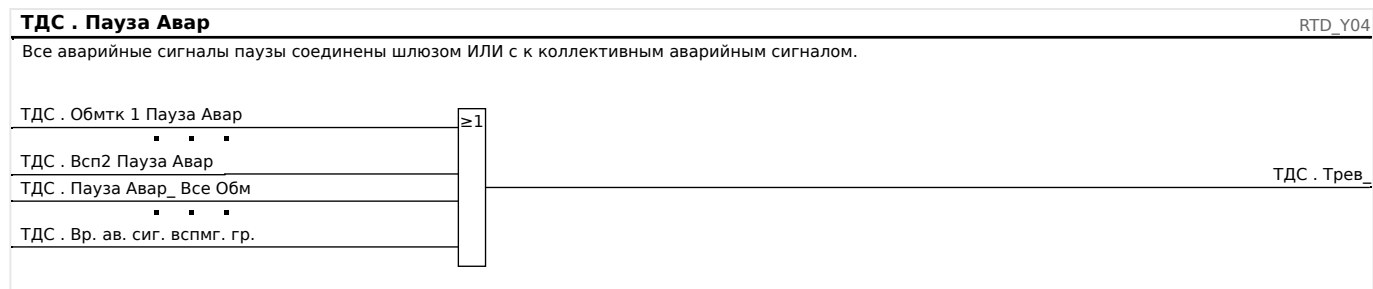 ТДС . Пауза Авар
RTD_Y04
Все аварийные сигналы паузы соединены шлюзом ИЛИ с к коллективным аварийным сигналом.
ТДС . Обмтк 1 Пауза Авар
≥1
ТДС . Всп2 Пауза Авар
ТДС . Трев_
ТДС . Пауза Авар_ Все Обм
ТДС . Вр. ав. сиг. вспмг. гр.